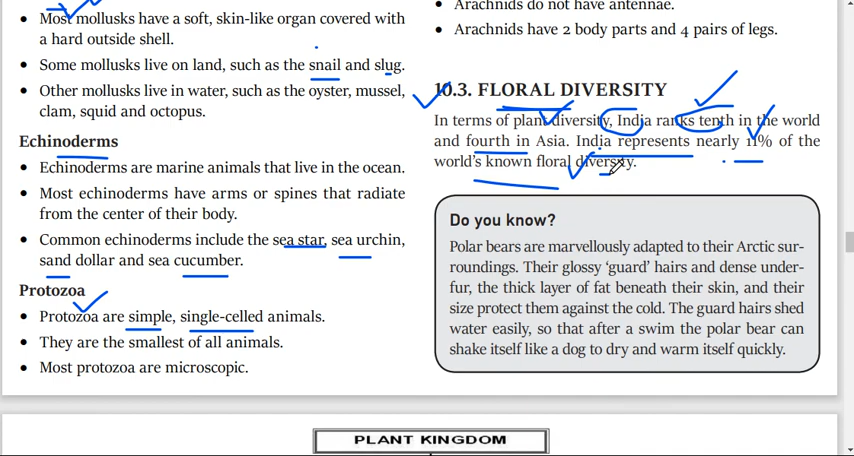 • Most mollusks have a soft, skin-like organ covered with
a hard outside shell.
• Some mollusks live on land, such as the snail and slug.
• Other mollusks live in water, such as the oyster, mussel,
clam, squid and octopus.
Echinoderms
• Echinoderms are marine animals that live in the ocean.
• Most echinoderms have arms or spines that radiate
from the center of their body.
• Common echinoderms include the sea star, sea urchin,
sand dollar and sea cucumber.
Protozoa
• Protozoa are simple, single-celled animals.
• They are the smallest of all animals.
• Most protozoa are microscopic.
• Arachnids do not have antennae.
• Arachnids have 2 body parts and 4 pairs of legs.
10.3. FLORAL DIVERSITY
In terms of plant diversity, India ranks tenth in the world
and fourth in Asia. India represents nearly 11% of the
world's known floral diversity.
Do you know?
Polar bears are marvellously adapted to their Arctic sur-
roundings. Their glossy 'guard' hairs and dense under-
fur, the thick layer of fat beneath their skin, and their
size protect them against the cold. The guard hairs shed
water easily, so that after a swim the polar bear can
shake itself like a dog to dry and warm itself quickly.
PLANT KINGDOM